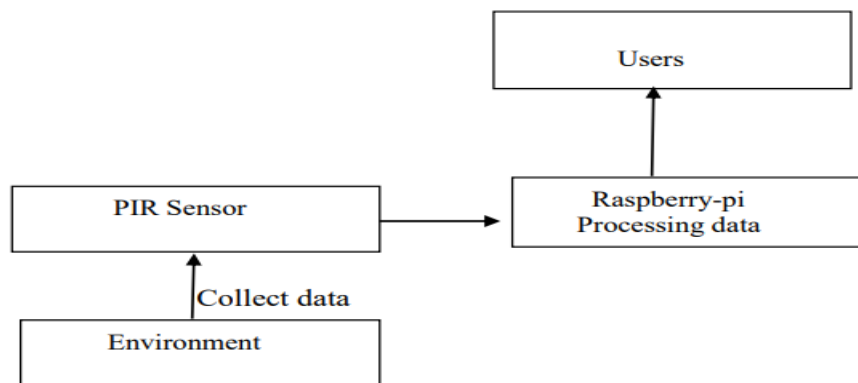 Users
PIR Sensor
Raspberry-pi
Processing data
Collect data
Environment